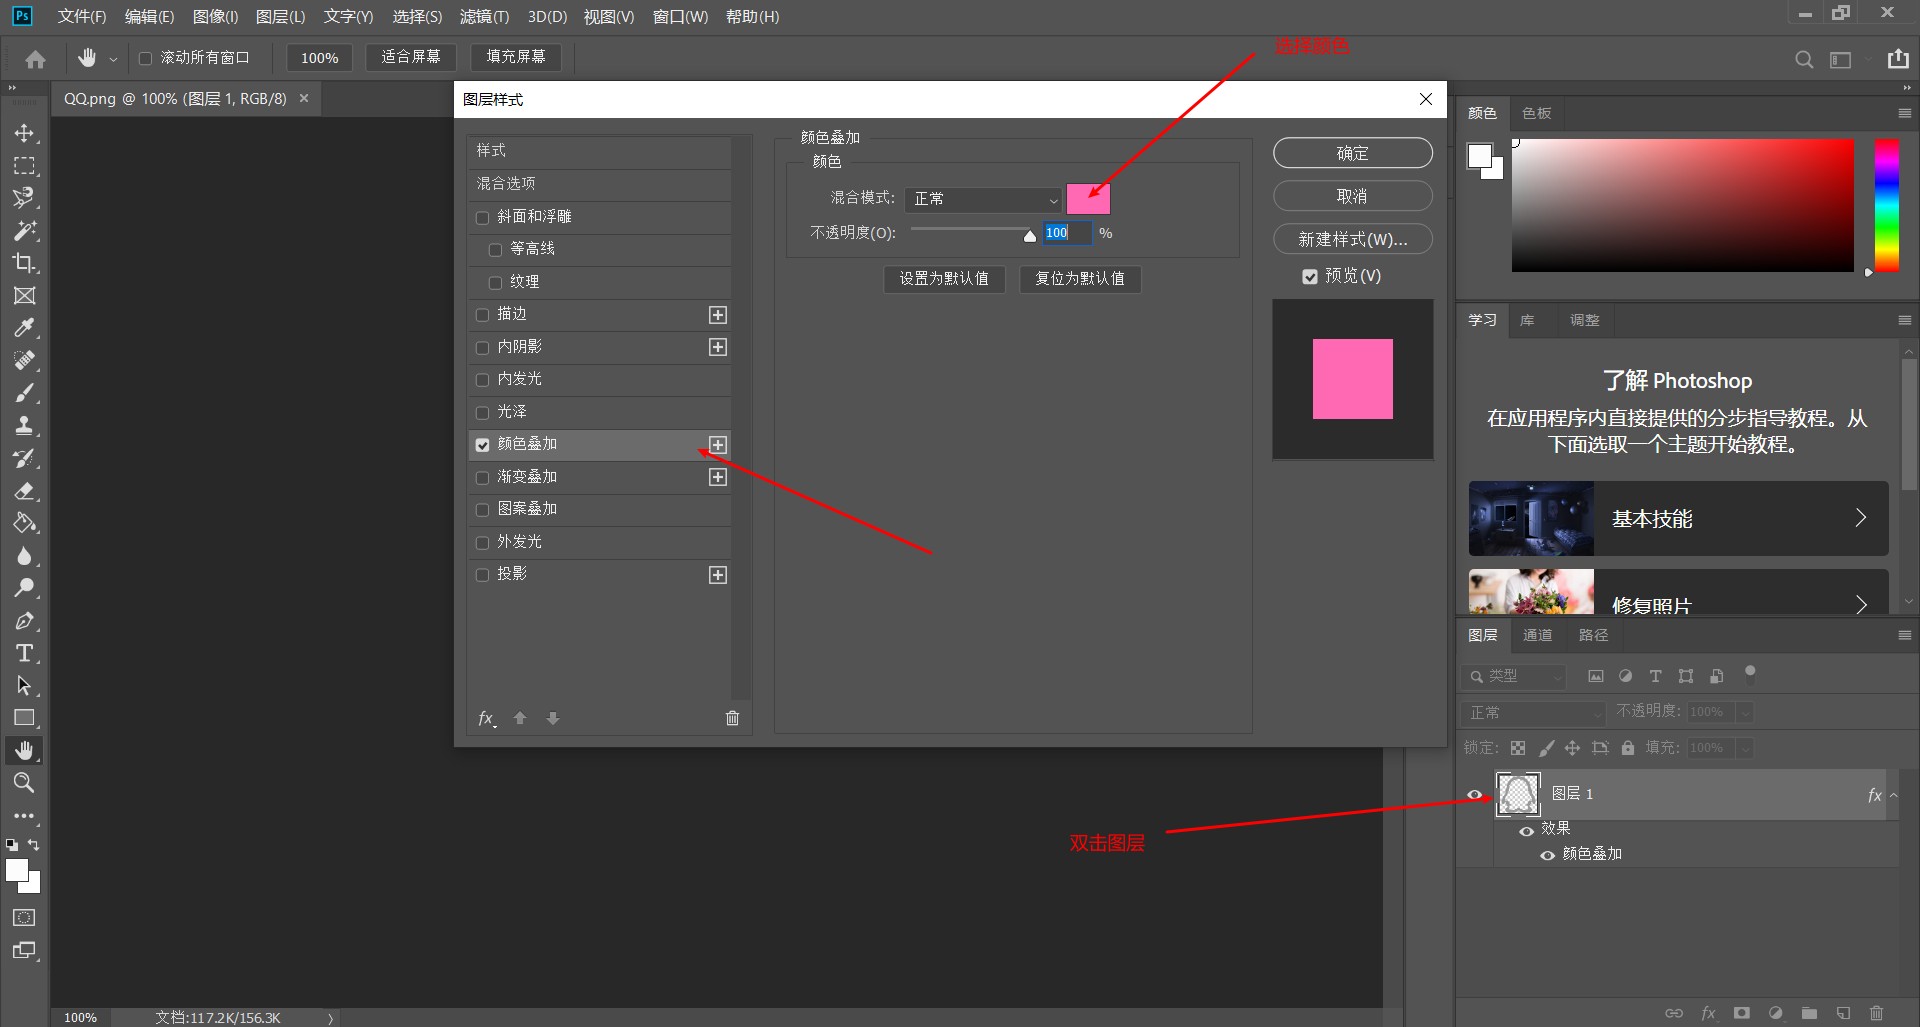 Ps 文件(F) 编辑(E) 图像(I) 图层(L) 文字(Y) 选择(S) 滤镜(T) 3D(D) 视图(V) 窗口(W) 帮助(H)
滚动所有窗口 100% 适合屏幕 填充屏幕
选择颜色
QQ.png @ 100% (图层 1, RGB/8) ×
图层样式
样式
混合选项
斜面和浮雕
等高线
纹理
描边
内阴影
内发光
光泽
颜色叠加
渐变叠加
图案叠加
外发光
投影
fx
颜色叠加
颜色
混合模式: 正常
不透明度(O): 100 %
设置为默认值 复位为默认值
确定
取消
新建样式(W)...
预览(V)
颜色 色板
学习 库 调整
了解 Photoshop
在应用程序内直接提供的分步指导教程。从
下面选取一个主题开始教程。
基本技能
修复照片
图层 通道 路径
类型
正常 不透明度: 100%
锁定: 填充: 100%
图层 1 fx
效果
颜色叠加
双击图层
fx
100% 文档:117.2K/156.3K